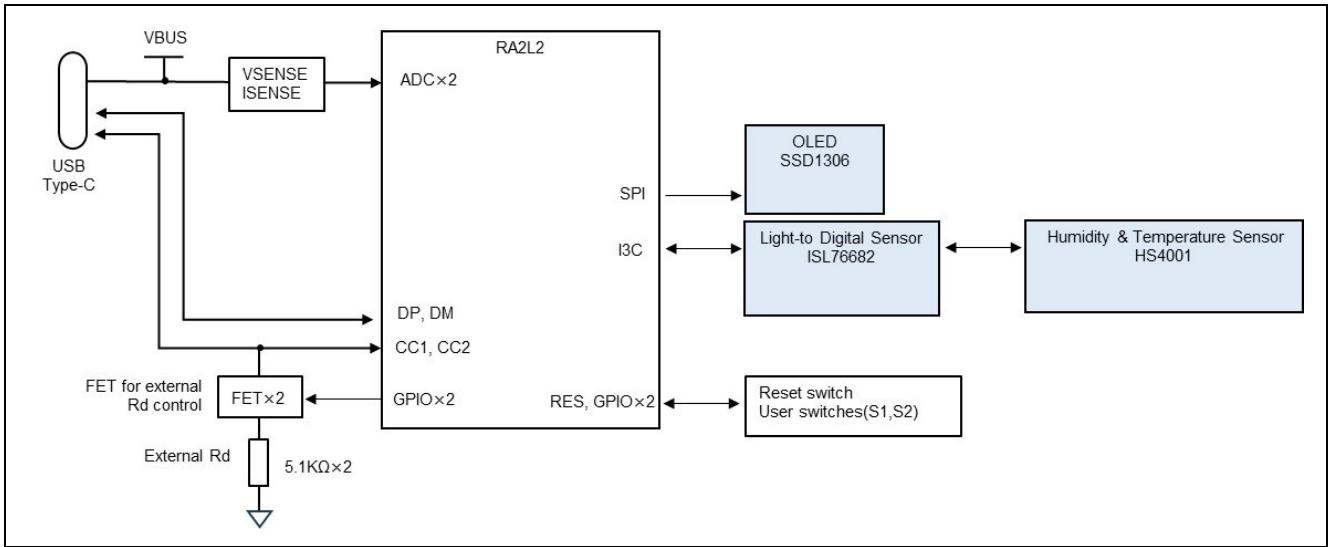 VBUS
USB
Type-C
VSENSE
ISENSE
RA2L2
ADC×2
SPI
I3C
DP, DM
CC1, CC2
GPIO×2
RES, GPIO×2
OLED
SSD1306
Light-to Digital Sensor
ISL76682
Humidity & Temperature Sensor
HS4001
Reset switch
User switches(S1,S2)
FET for external
Rd control
FET×2
External Rd
5.1KΩ×2